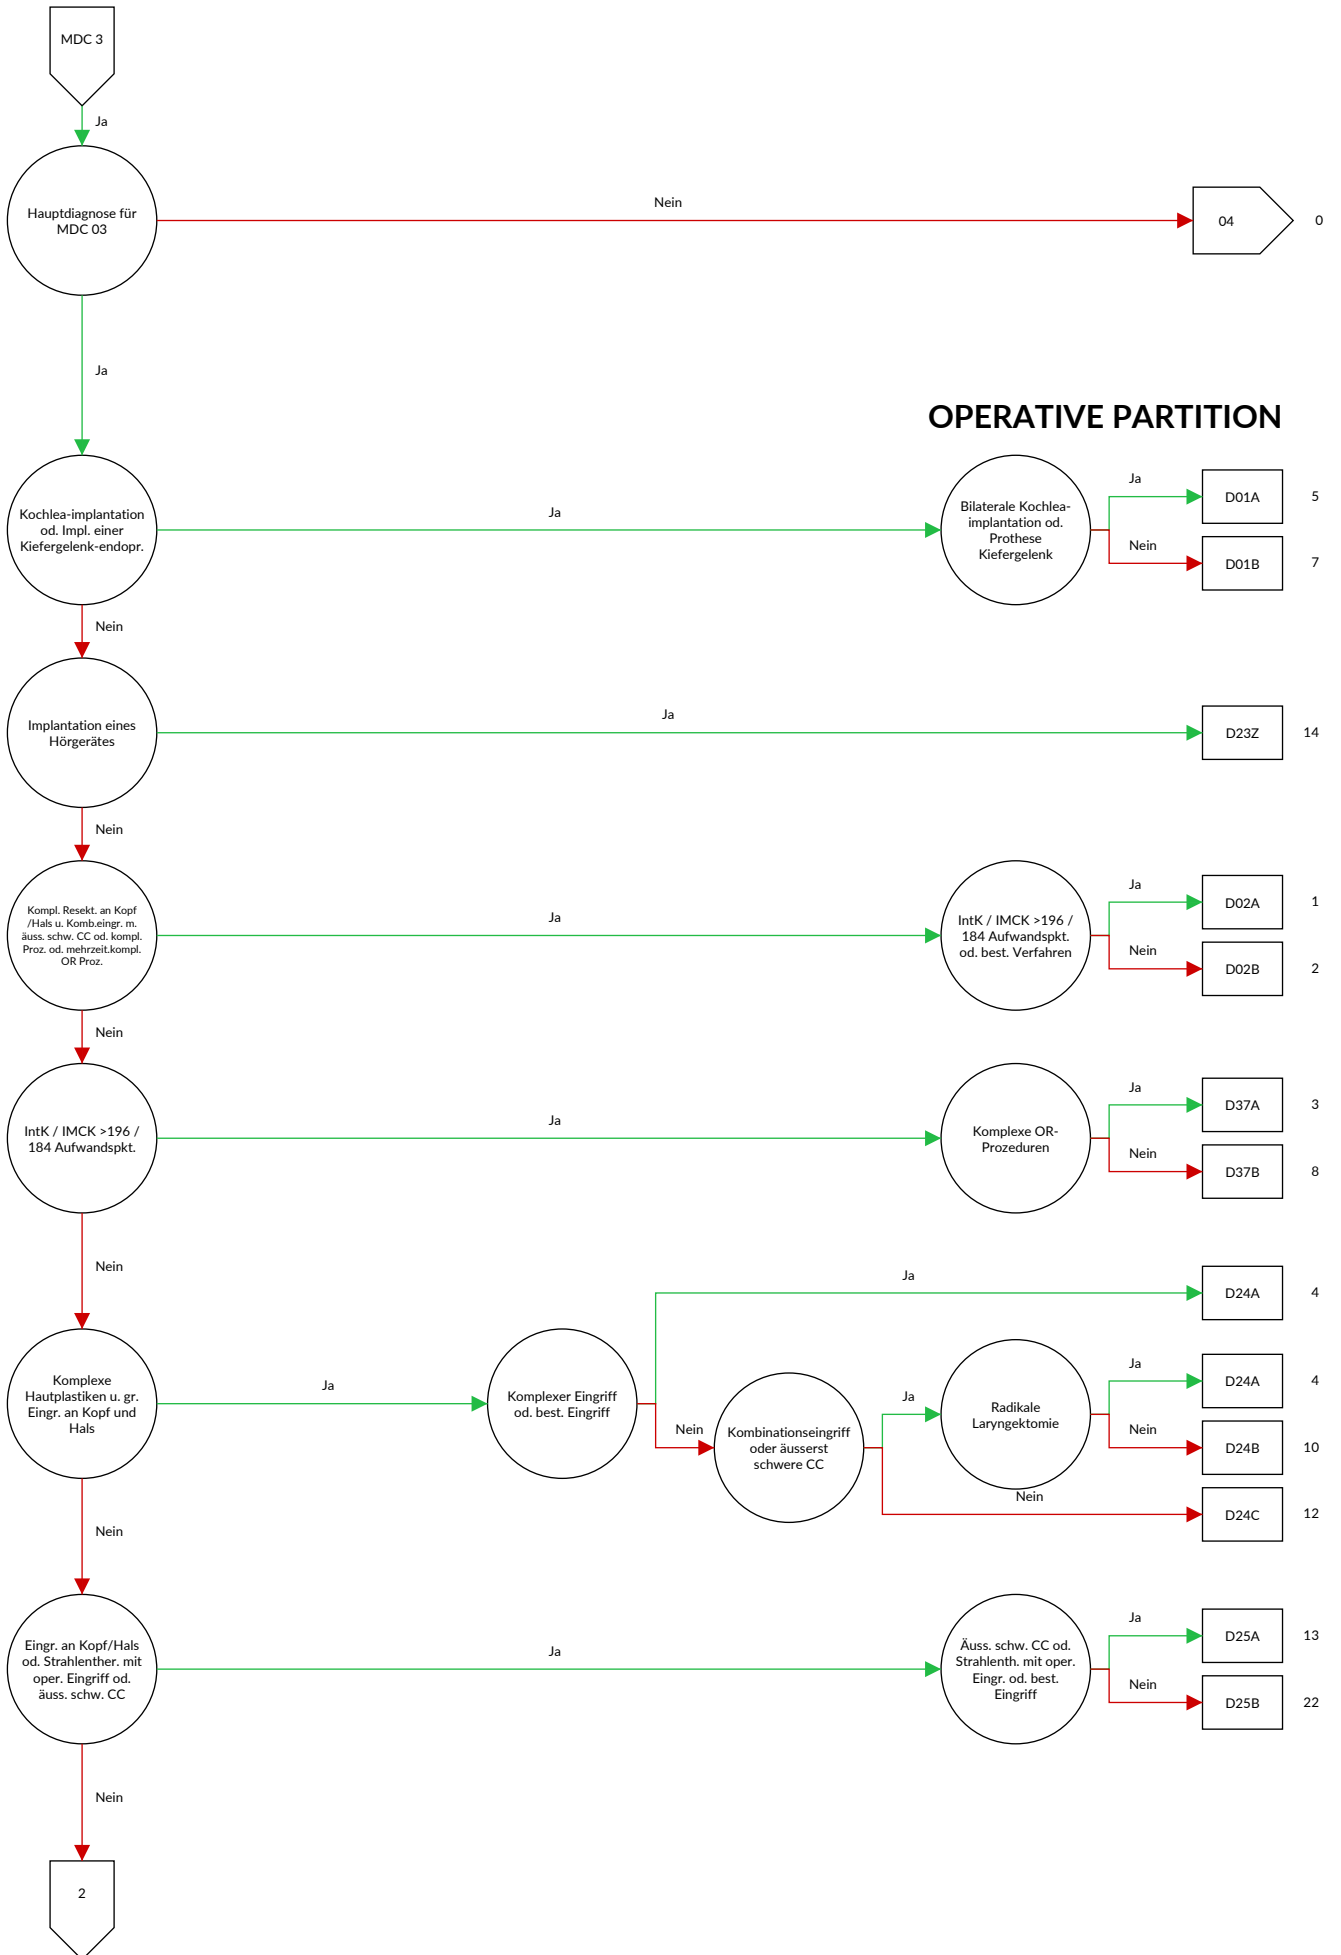 MDC 3
Ja
Hauptdiagnose für
MDC 03
Nein
04
0
Ja
OPERATIVE PARTITION
Kochlea-implantation
od. Impl. einer
Kiefergelenk-endopr.
Ja
Bilaterale Kochlea-
implantation od.
Prothese
Kiefergelenk
Ja
D01A
5
Nein
D01B
7
Nein
Implantation eines
Hörgerätes
Ja
D23Z
14
Nein
Kompl. Resekt. an Kopf
/Hals u. Komb.eingr. m.
äuss. schw. CC od. kompl.
Proz. od. mehrzeit.kompl.
OR Proz.
Ja
IntK / IMCK >196 /
184 Aufwandspkt.
od. best. Verfahren
Ja
D02A
1
Nein
D02B
2
Nein
IntK / IMCK >196 /
184 Aufwandspkt.
Ja
Komplexe OR-
Prozeduren
Ja
D37A
3
Nein
D37B
8
Nein
Komplexe
Hautplastiken u. gr.
Eingr. an Kopf und
Hals
Ja
Komplexer Eingriff
od. best. Eingriff
Ja
D24A
4
Nein
Kombinationseingriff
oder äusserst
schwere CC
Ja
Radikale
Laryngektomie
Ja
D24A
4
Nein
D24B
10
Nein
D24C
12
Nein
Eingr. an Kopf/Hals
od. Strahlenther. mit
oper. Eingriff od.
äuss. schw. CC
Ja
Äuss. schw. CC od.
Strahlenth. mit oper.
Eingr. od. best.
Eingriff
Ja
D25A
13
Nein
D25B
22
Nein
2